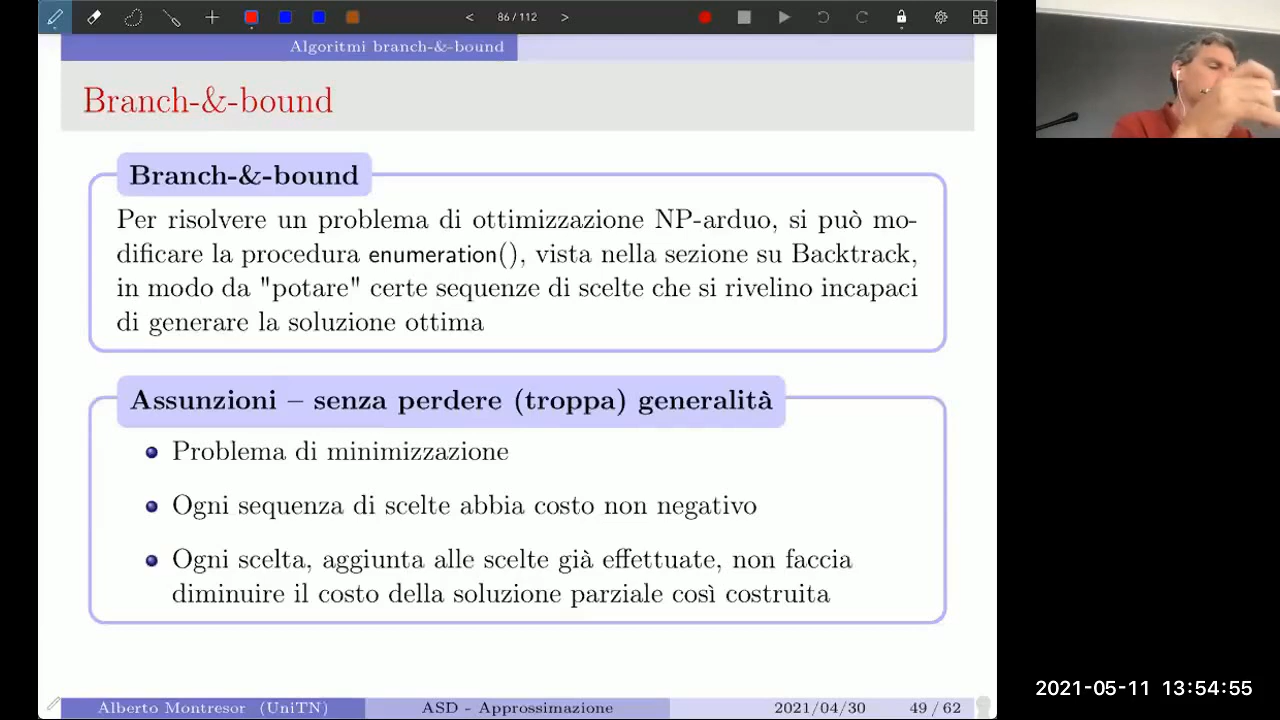 < 86 / 112 >
Algoritmi branch-&-bound
Branch-&-bound
Branch-&-bound
Per risolvere un problema di ottimizzazione NP-arduo, si può mo-
dificare la procedura enumeration(), vista nella sezione su Backtrack,
in modo da "potare" certe sequenze di scelte che si rivelino incapaci
di generare la soluzione ottima
Assunzioni – senza perdere (troppa) generalità
Problema di minimizzazione
Ogni sequenza di scelte abbia costo non negativo
Ogni scelta, aggiunta alle scelte già effettuate, non faccia
diminuire il costo della soluzione parziale così costruita
Alberto Montresor (UniTN) ASD - Approssimazione 2021/04/30 49 / 62
2021-05-11 13:54:55